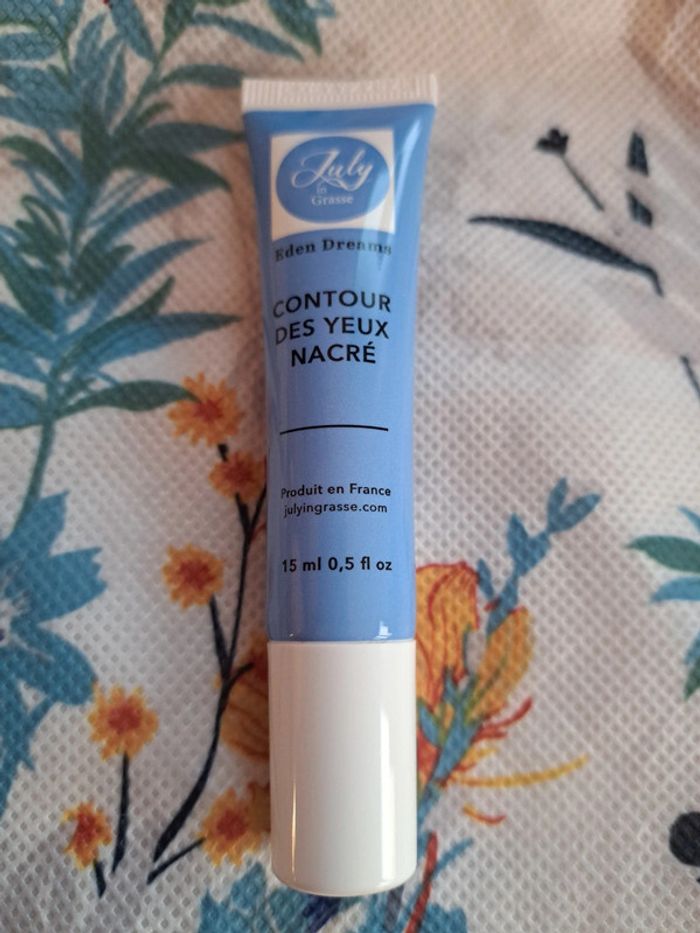 July
in
Grasse
Eden Dreams
CONTOUR
DES YEUX
NACRÉ
Produit en France
julyingrasse.com
15 ml 0,5 fl oz